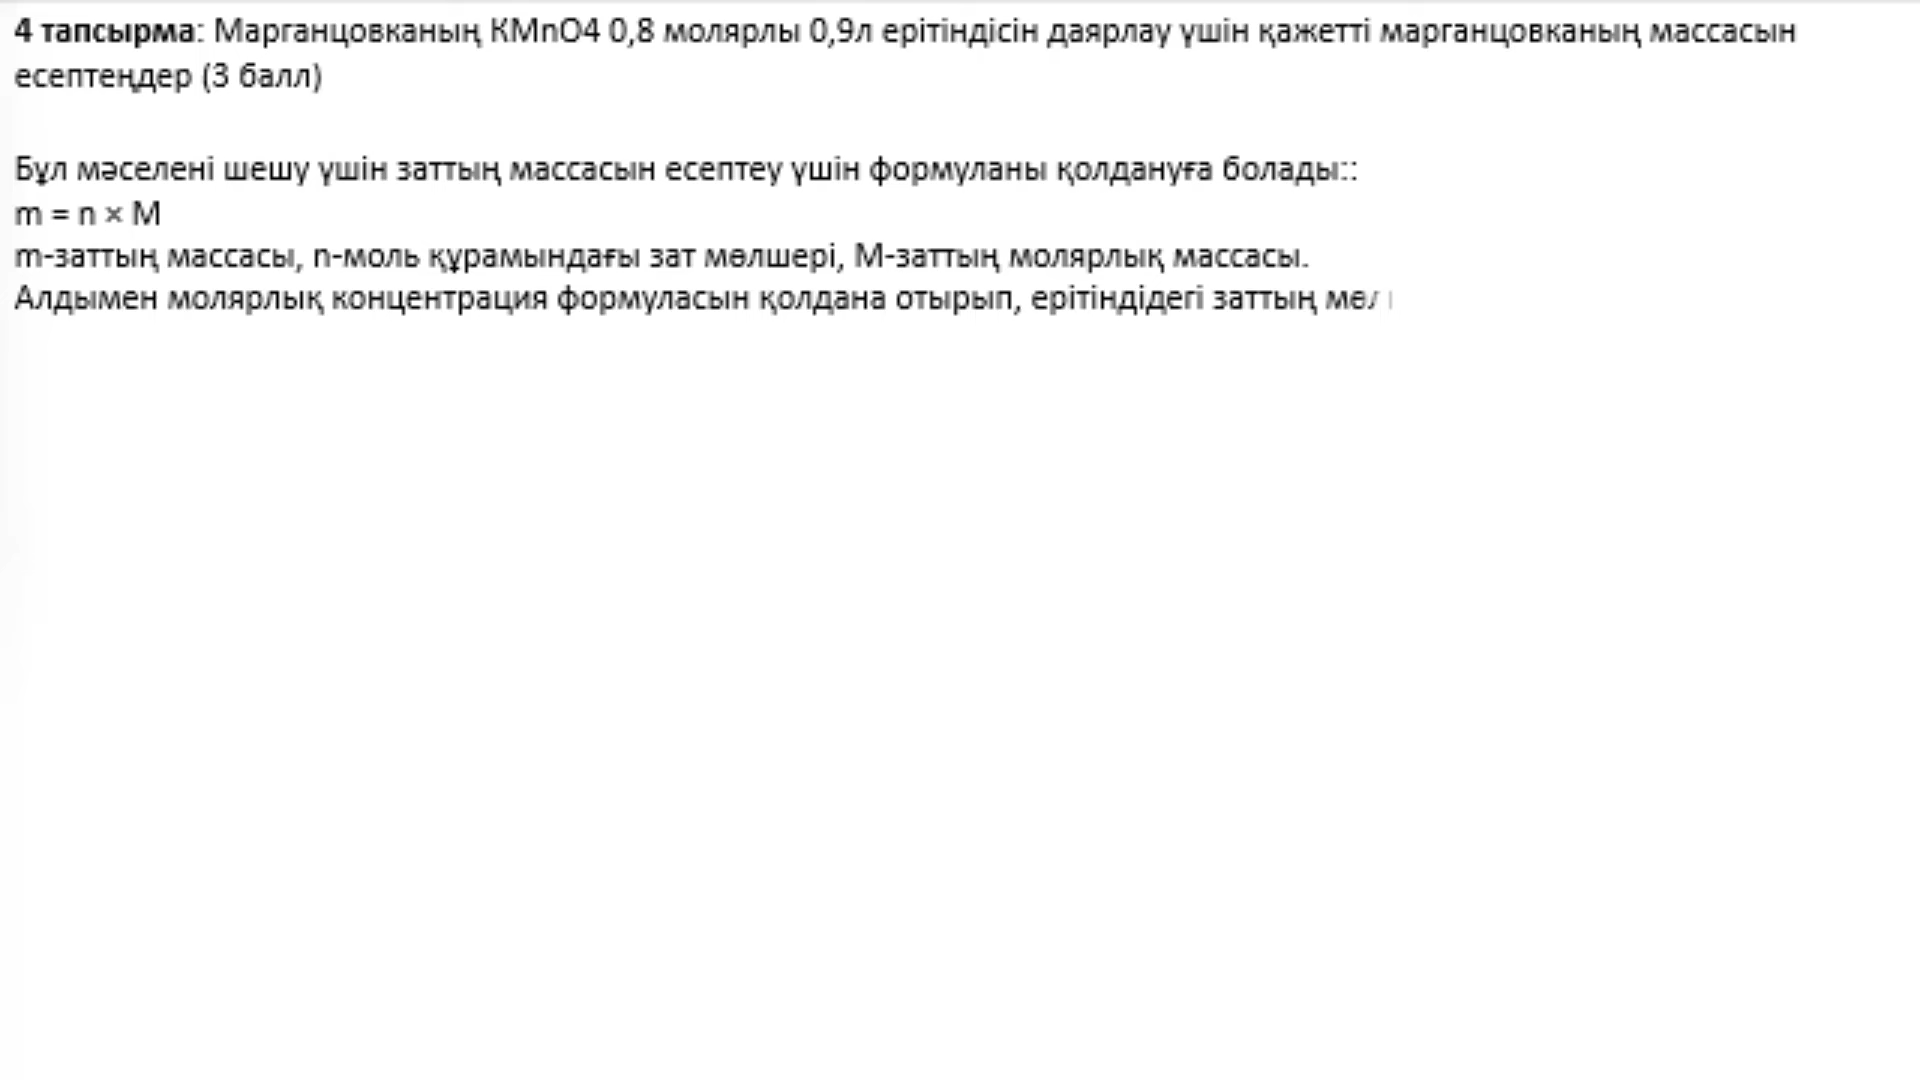 4 тапсырма: Марганцовканың KMnO4 0,8 молярлы 0,9л ерітіндісін даярлау үшін қажетті марганцовканың массасын
есептеңдер (3 балл)
Бұл мәселені шешу үшін заттың массасын есептеу үшін формуланы қолдануға болады::
m = n × M
m-заттың массасы, n-моль құрамындағы зат мөлшері, M-заттың молярлық массасы.
Алдымен молярлық концентрация формуласын қолдана отырып, ерітіндідегі заттың